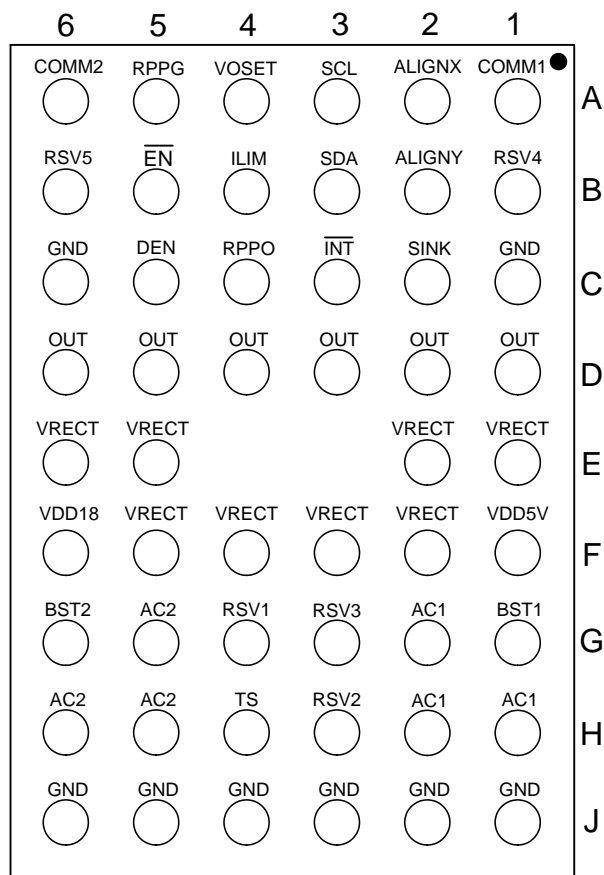 6 5 4 3 2 1
COMM2 RPPG VOSET SCL ALIGNX COMM1
A
RSV5 E̅N̅ ILIM SDA ALIGNY RSV4
B
GND DEN RPPO I̅N̅T̅ SINK GND
C
OUT OUT OUT OUT OUT OUT
D
VRECT VRECT VRECT VRECT
E
VDD18 VRECT VRECT VRECT VRECT VDD5V
F
BST2 AC2 RSV1 RSV3 AC1 BST1
G
AC2 AC2 TS RSV2 AC1 AC1
H
GND GND GND GND GND GND
J